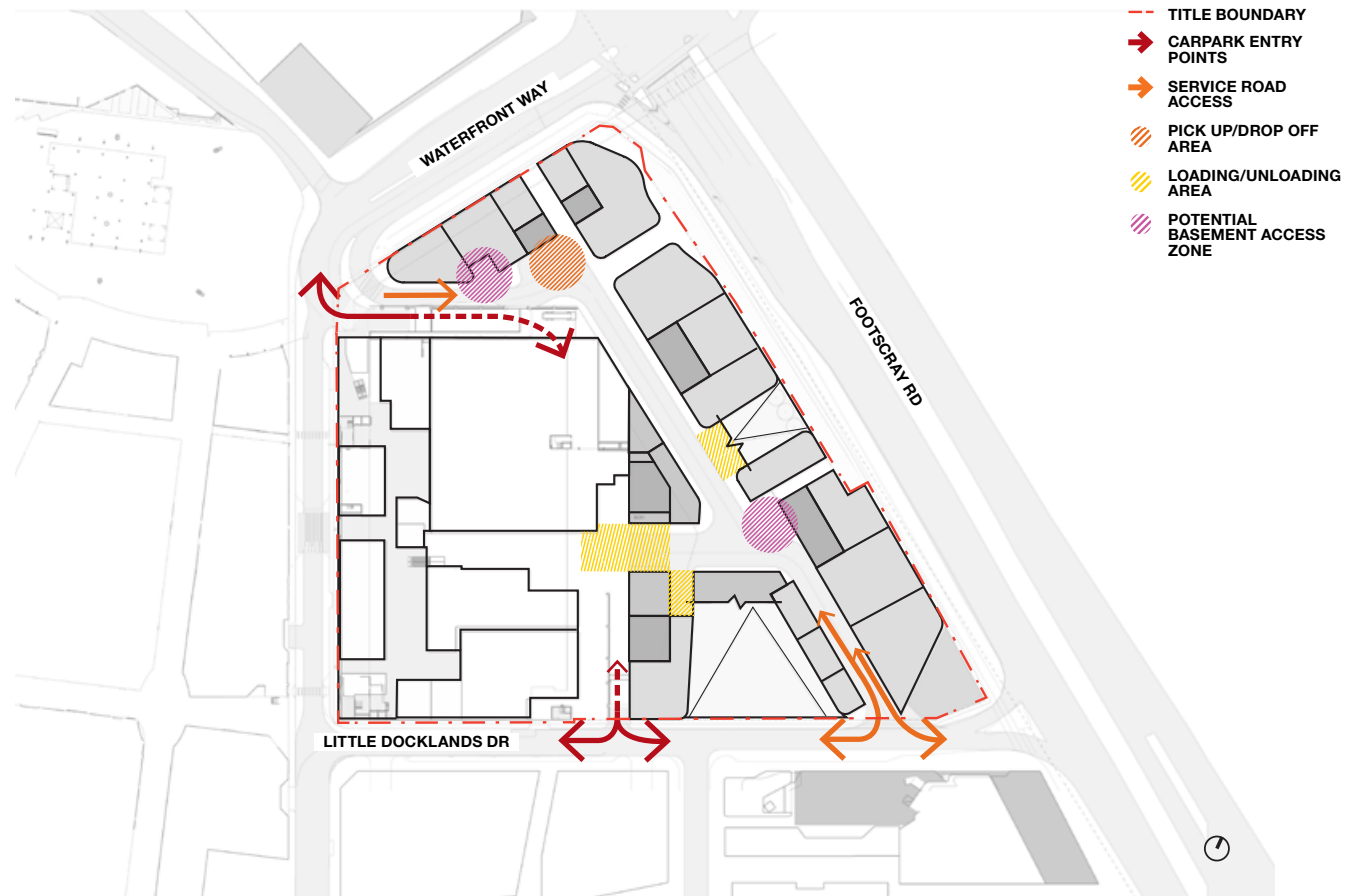 TITLE BOUNDARY
CARPARK ENTRY
POINTS
SERVICE ROAD
ACCESS
PICK UP/DROP OFF
AREA
LOADING/UNLOADING
AREA
POTENTIAL
BASEMENT ACCESS
ZONE
WATERFRONT WAY
FOOTSCRAY RD
LITTLE DOCKLANDS DR